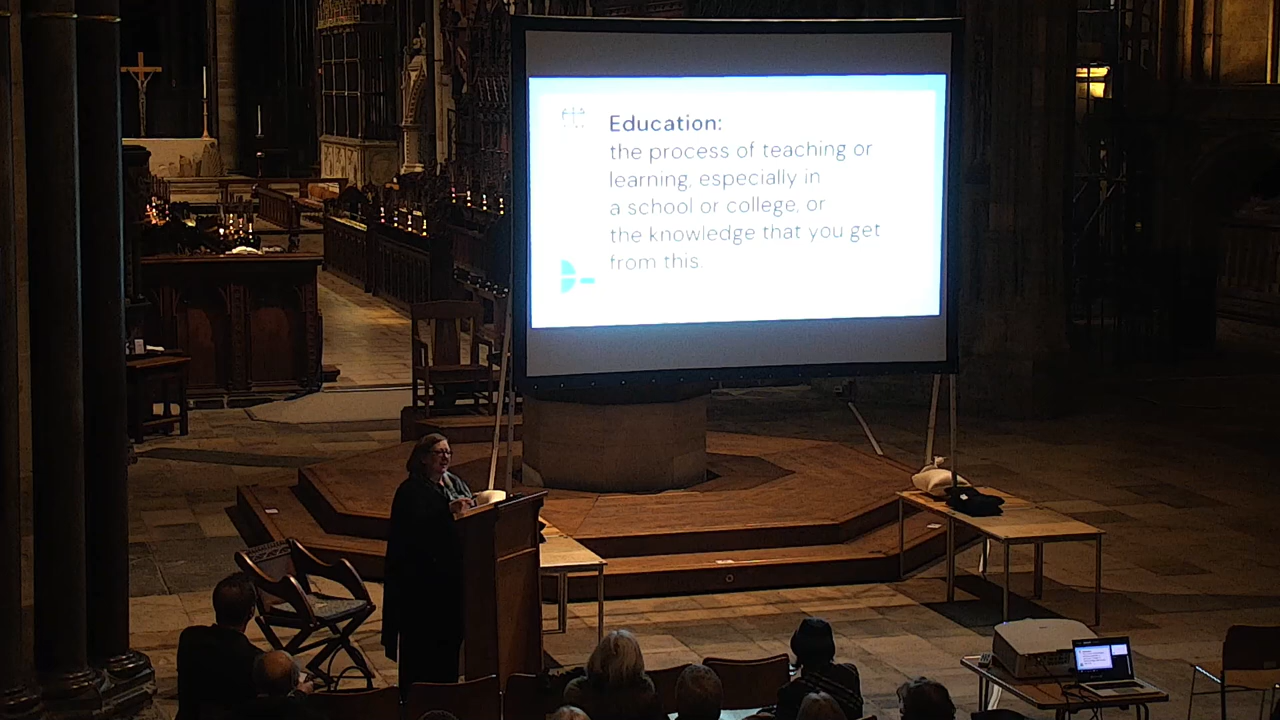 Education:
the process of teaching or
learning, especially in
a school or college, or
the knowledge that you get
from this.